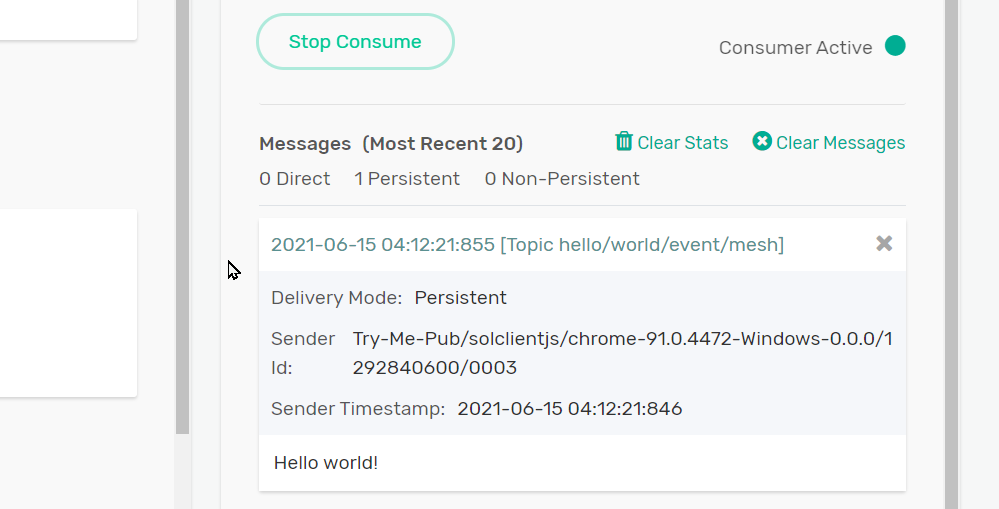 Stop Consume
Consumer Active
Messages (Most Recent 20)
Clear Stats
Clear Messages
0 Direct 1 Persistent 0 Non-Persistent
2021-06-15 04:12:21:855 [Topic hello/world/event/mesh]
Delivery Mode: Persistent
Sender Try-Me-Pub/solclientjs/chrome-91.0.4472-Windows-0.0.0/1
Id: 292840600/0003
Sender Timestamp: 2021-06-15 04:12:21:846
Hello world!